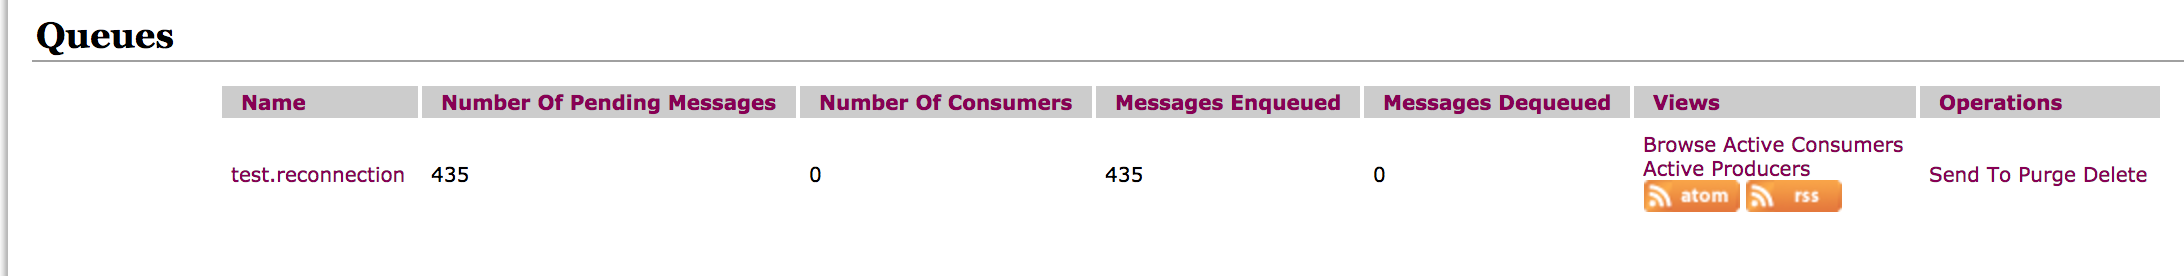 Queues
Name Number Of Pending Messages Number Of Consumers Messages Enqueued Messages Dequeued Views Operations
test.reconnection 435 0 435 0 Browse Active Consumers
Active Producers
atom rss
Send To Purge Delete